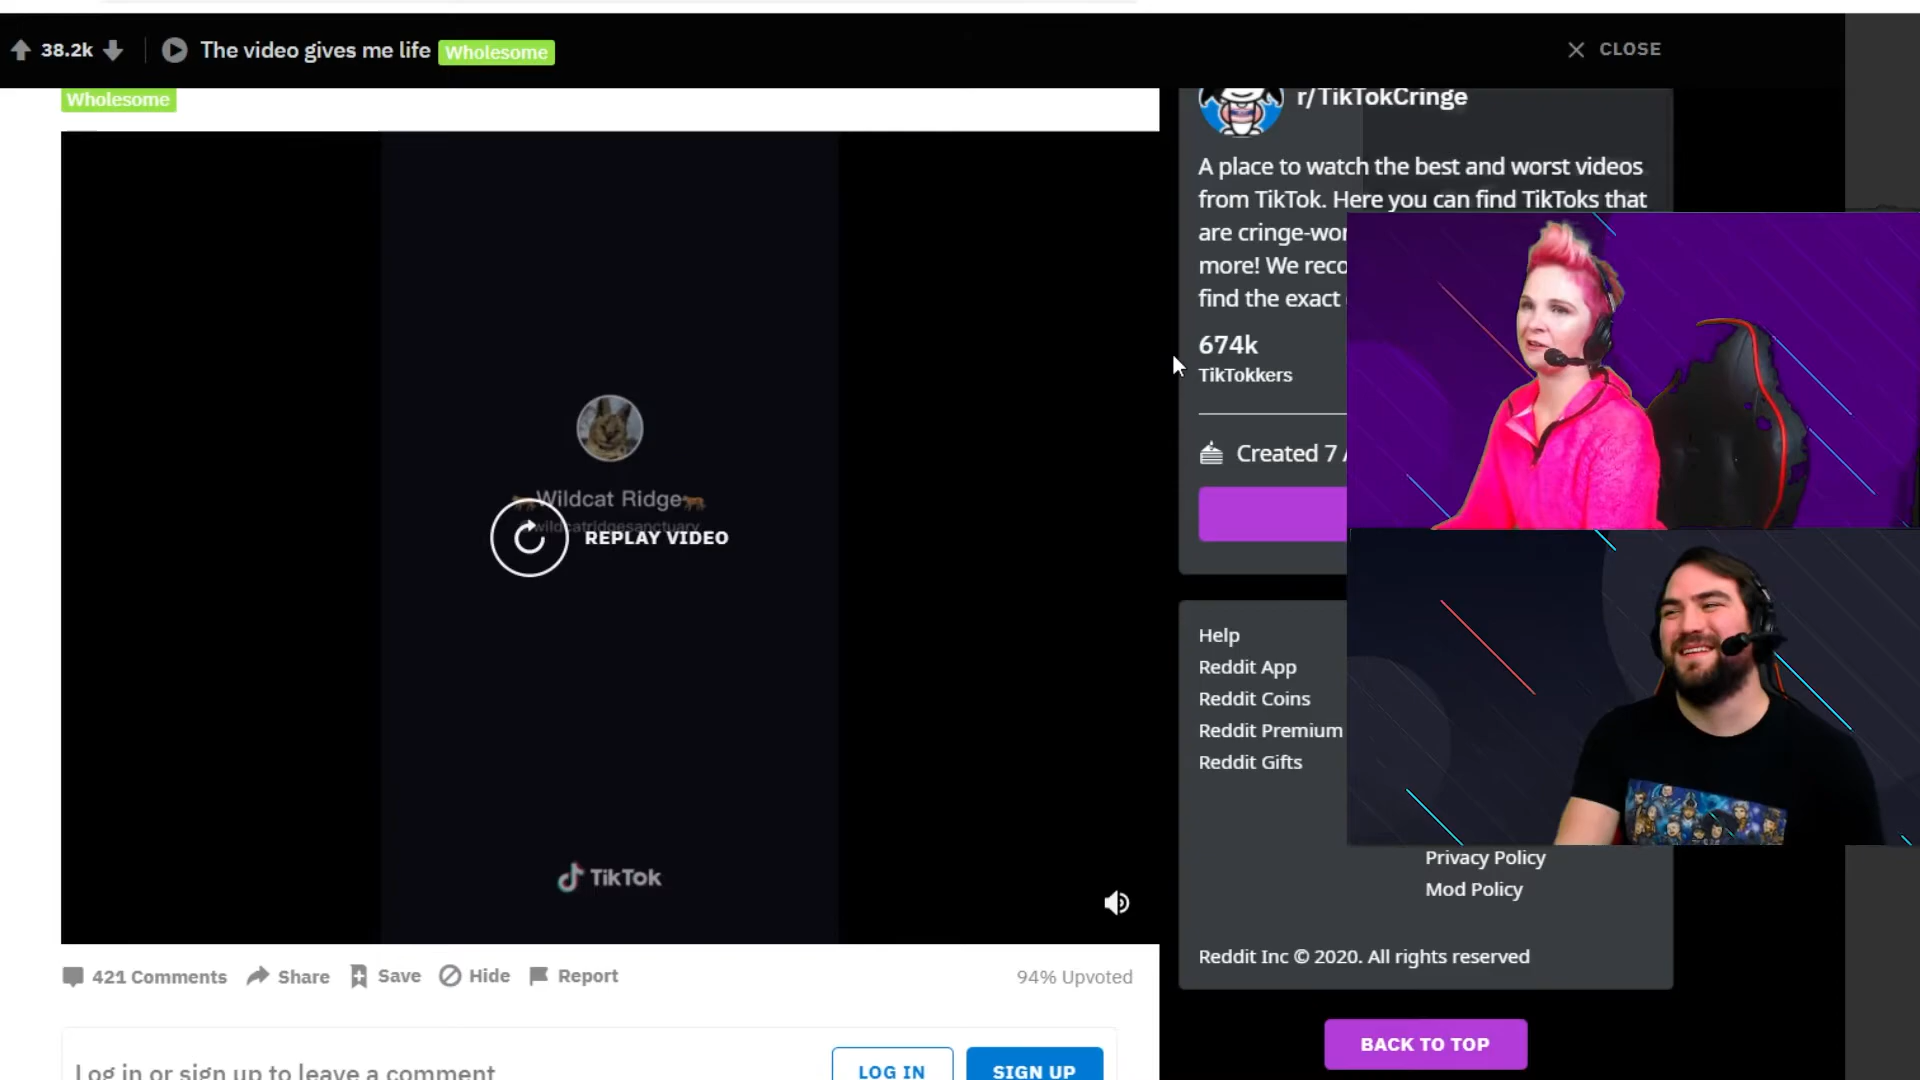 38.2k
The video gives me life Wholesome
CLOSE
Wholesome
r/TikTokCringe
A place to watch the best and worst videos
from TikTok. Here you can find TikToks that
are cringe-wor
more! We reco
find the exact
674k
TikTokkers
Created 7
Wildcat Ridge
@wildcatridgesanctuary
REPLAY VIDEO
TikTok
Help
Reddit App
Reddit Coins
Reddit Premium
Reddit Gifts
Privacy Policy
Mod Policy
Reddit Inc © 2020. All rights reserved
421 Comments Share Save Hide Report
94% Upvoted
BACK TO TOP
Log in or sign up to leave a comment
LOG IN
SIGN UP